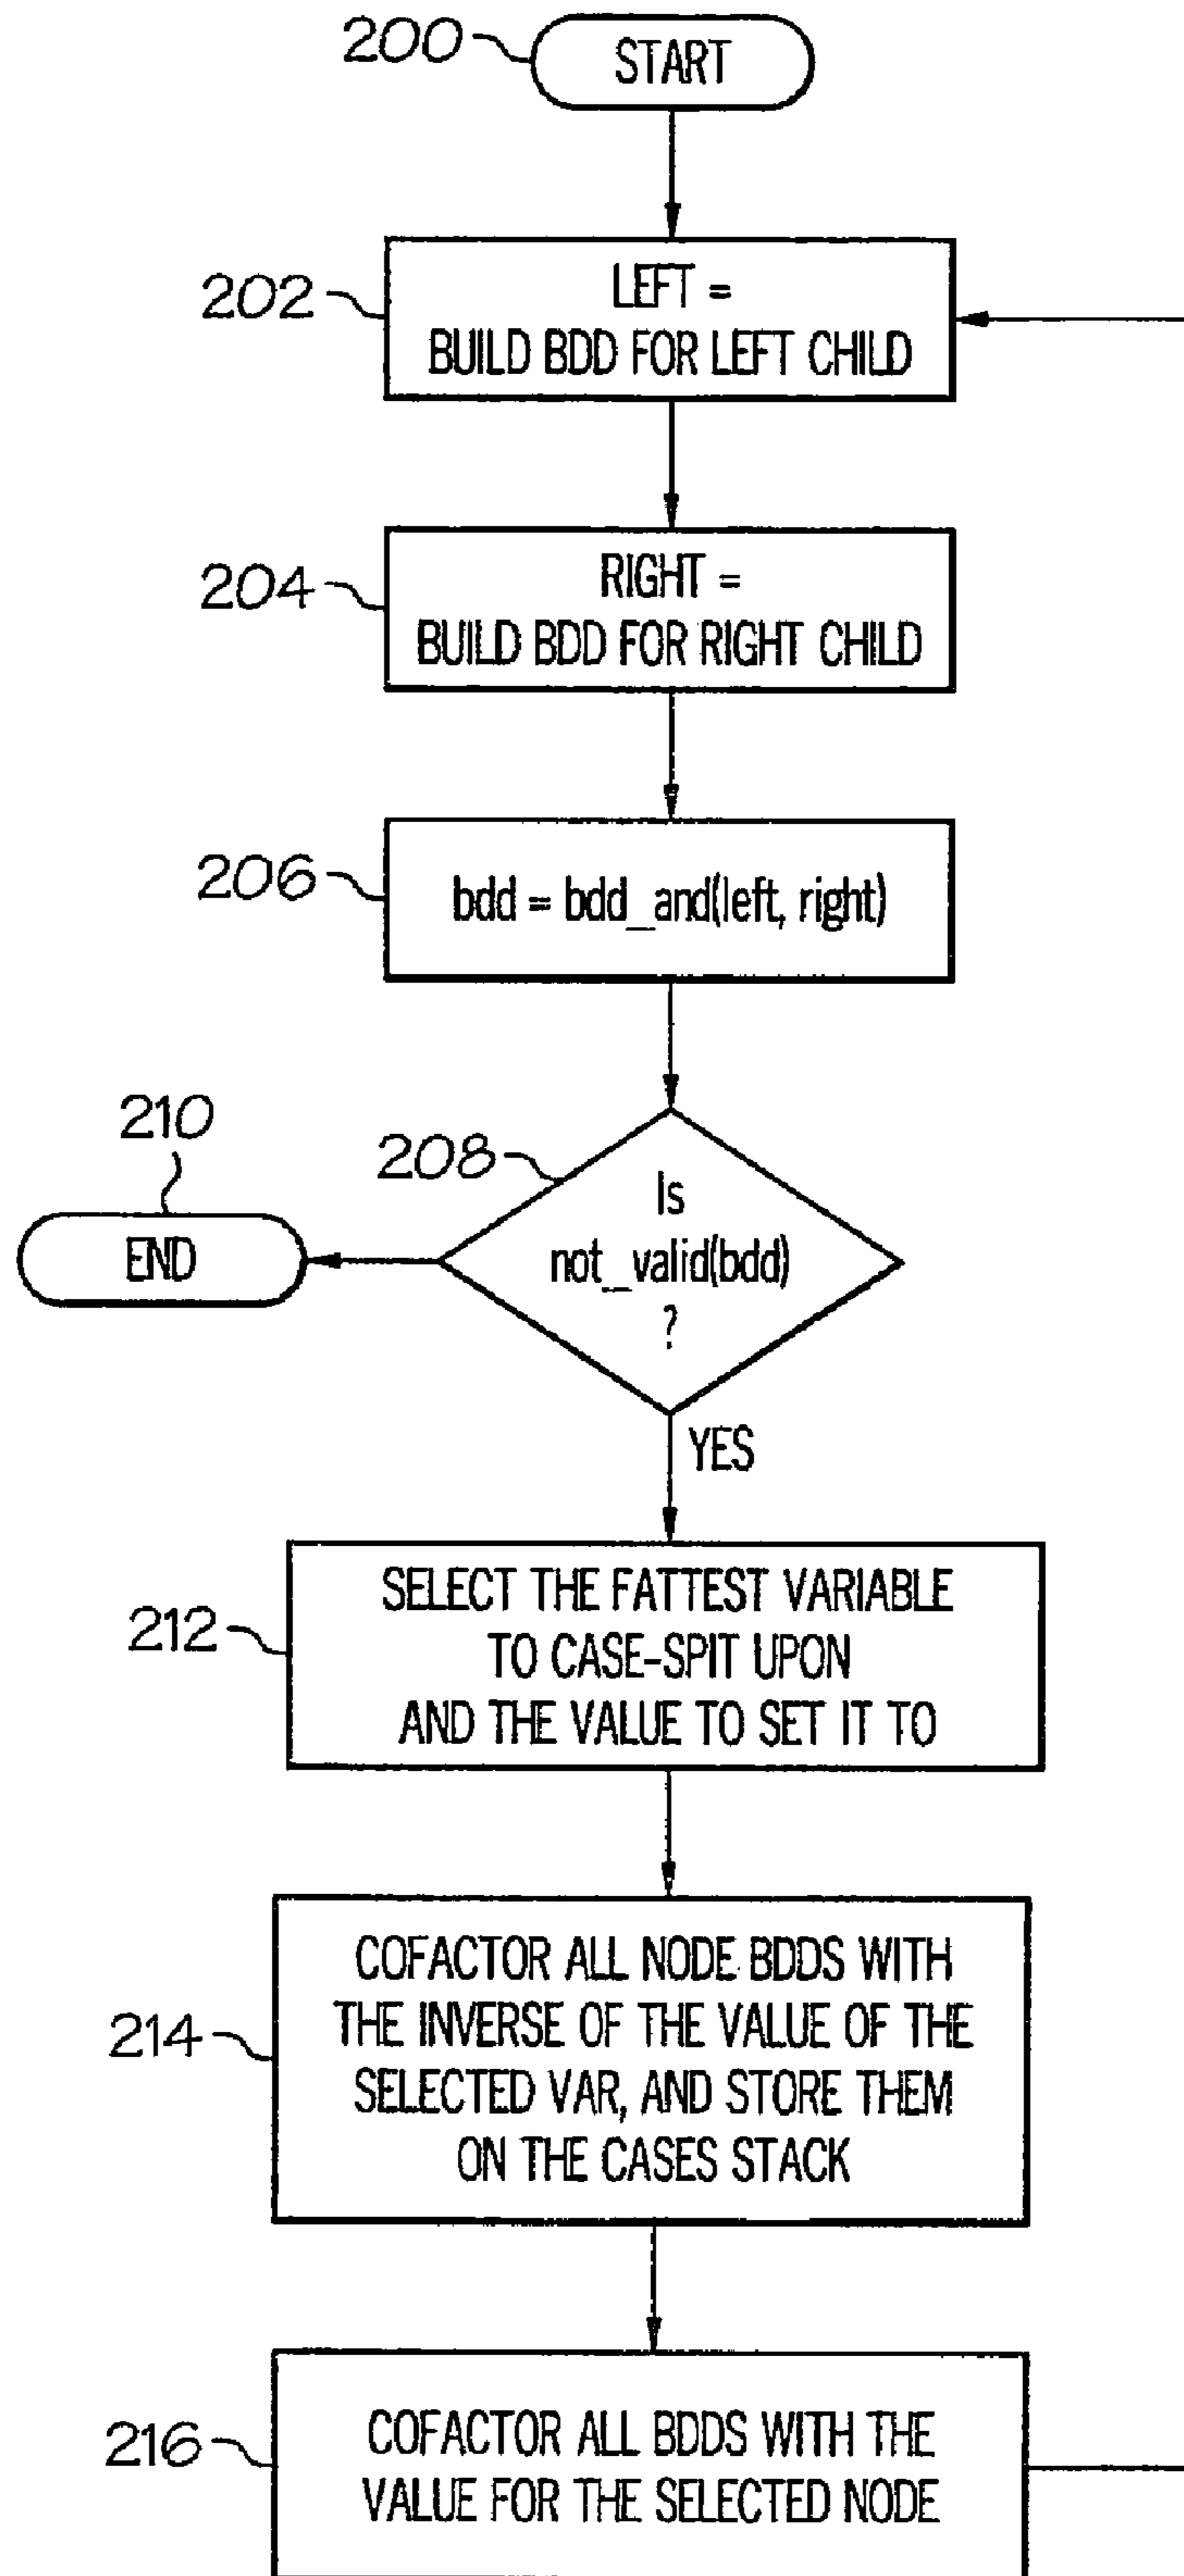 200
START
202
LEFT =
BUILD BDD FOR LEFT CHILD
204
RIGHT =
BUILD BDD FOR RIGHT CHILD
206
bdd = bdd_and(left, right)
210
END
208
Is
not_valid(bdd)
?
YES
212
SELECT THE FATTEST VARIABLE
TO CASE-SPIT UPON
AND THE VALUE TO SET IT TO
214
COFACTOR ALL NODE BDDS WITH
THE INVERSE OF THE VALUE OF THE
SELECTED VAR, AND STORE THEM
ON THE CASES STACK
216
COFACTOR ALL BDDS WITH THE
VALUE FOR THE SELECTED NODE